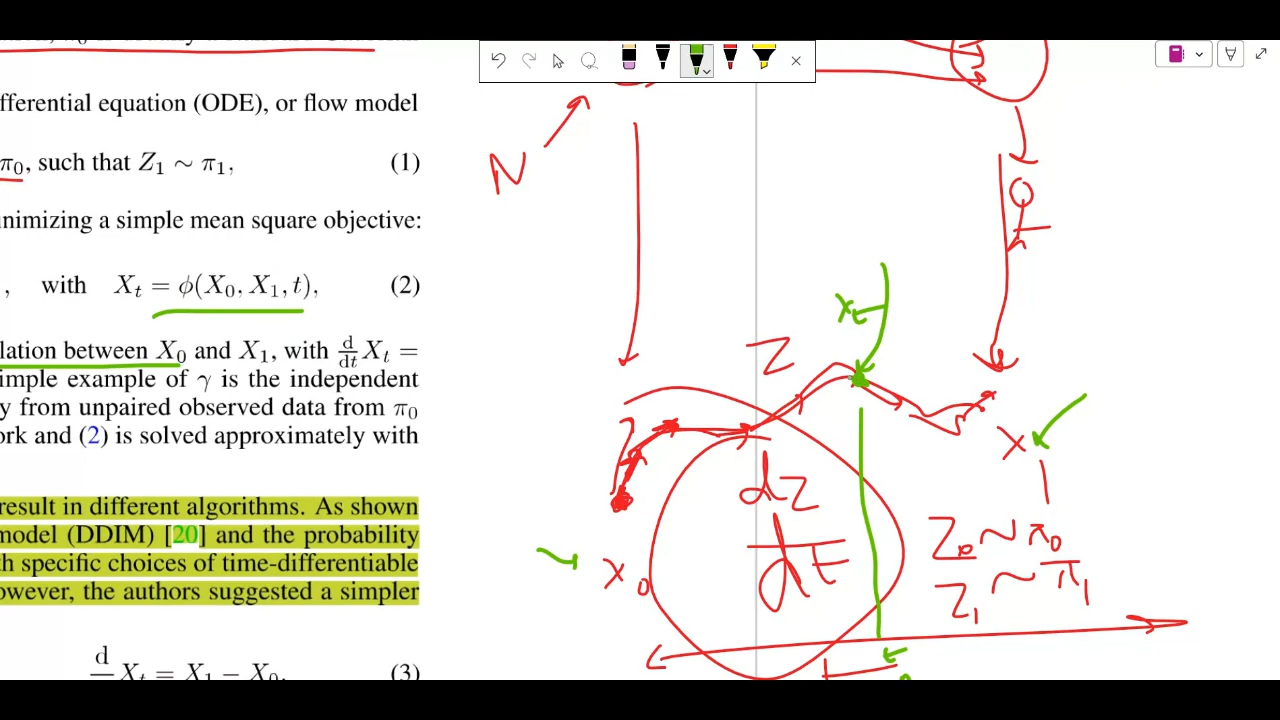 fferential equation (ODE), or flow model
π₀, such that Z₁ ∼ π₁, (1)
inimizing a simple mean square objective:
, with Xₜ = ϕ(X₀, X₁, t), (2)
lation between X₀ and X₁, with d/dt Xₜ =
simple example of γ is the independent
y from unpaired observed data from π₀
ork and (2) is solved approximately with
result in different algorithms. As shown
model (DDIM) [20] and the probability
th specific choices of time-differentiable
owever, the authors suggested a simpler
d
Xₜ = X₁ − X₀, (3)
N
Xₜ
Z
X₁
dZ
dt
X₀
Z₀ ∼ π₀
Z₁ ∼ π₁